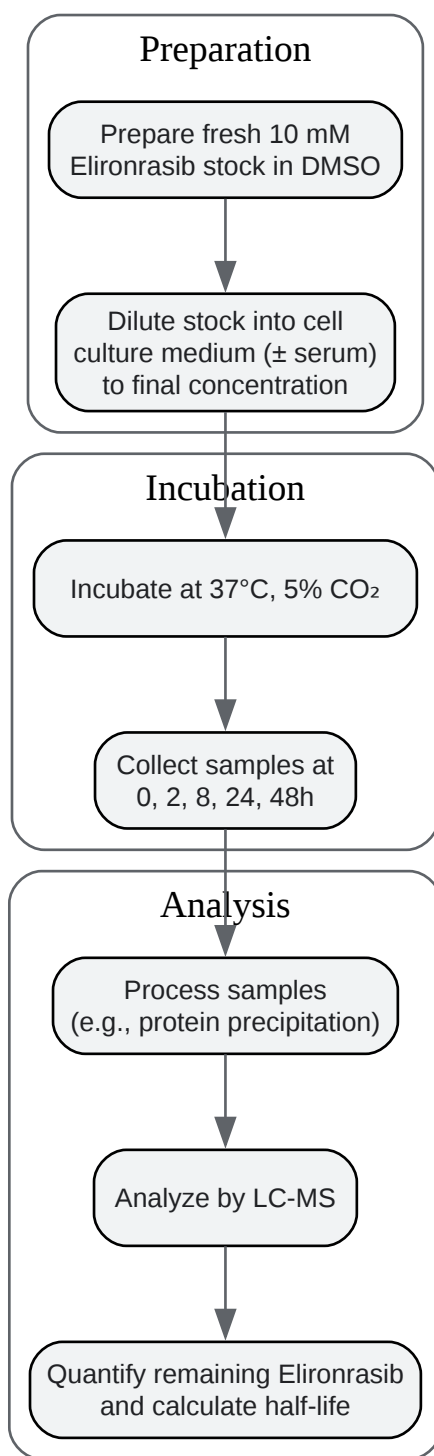 Preparation
Prepare fresh 10 mM
Elironrasib stock in DMSO
Dilute stock into cell
culture medium (± serum)
to final concentration
Incubation
Incubate at 37°C, 5% CO₂
Collect samples at
0, 2, 8, 24, 48h
Analysis
Process samples
(e.g., protein precipitation)
Analyze by LC-MS
Quantify remaining Elironrasib
and calculate half-life